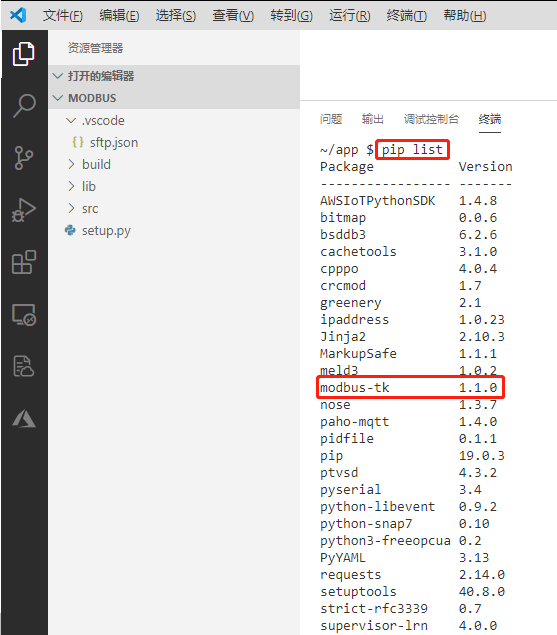 文件(F) 编辑(E) 选择(S) 查看(V) 转到(G) 运行(R) 终端(T) 帮助(H)
资源管理器
打开的编辑器
MODBUS
.vscode
{} sftp.json
build
lib
src
setup.py
问题 输出 调试控制台 终端
~/app $ pip list
Package Version
---------------- -------
AWSIoTPythonSDK 1.4.8
bitmap 0.0.6
bsddb3 6.2.6
cachetools 3.1.0
cpppo 4.0.4
crcmod 1.7
greenery 2.1
ipaddress 1.0.23
Jinja2 2.10.3
MarkupSafe 1.1.1
meld3 1.0.2
modbus-tk 1.1.0
nose 1.3.7
paho-mqtt 1.4.0
pidfile 0.1.1
pip 19.0.3
ptvsd 4.3.2
pyserial 3.4
python-libevent 0.9.2
python-snap7 0.10
python3-freeopcua 0.2
PyYAML 3.13
requests 2.14.0
setuptools 40.8.0
strict-rfc3339 0.7
supervisor-lrn 4.0.0